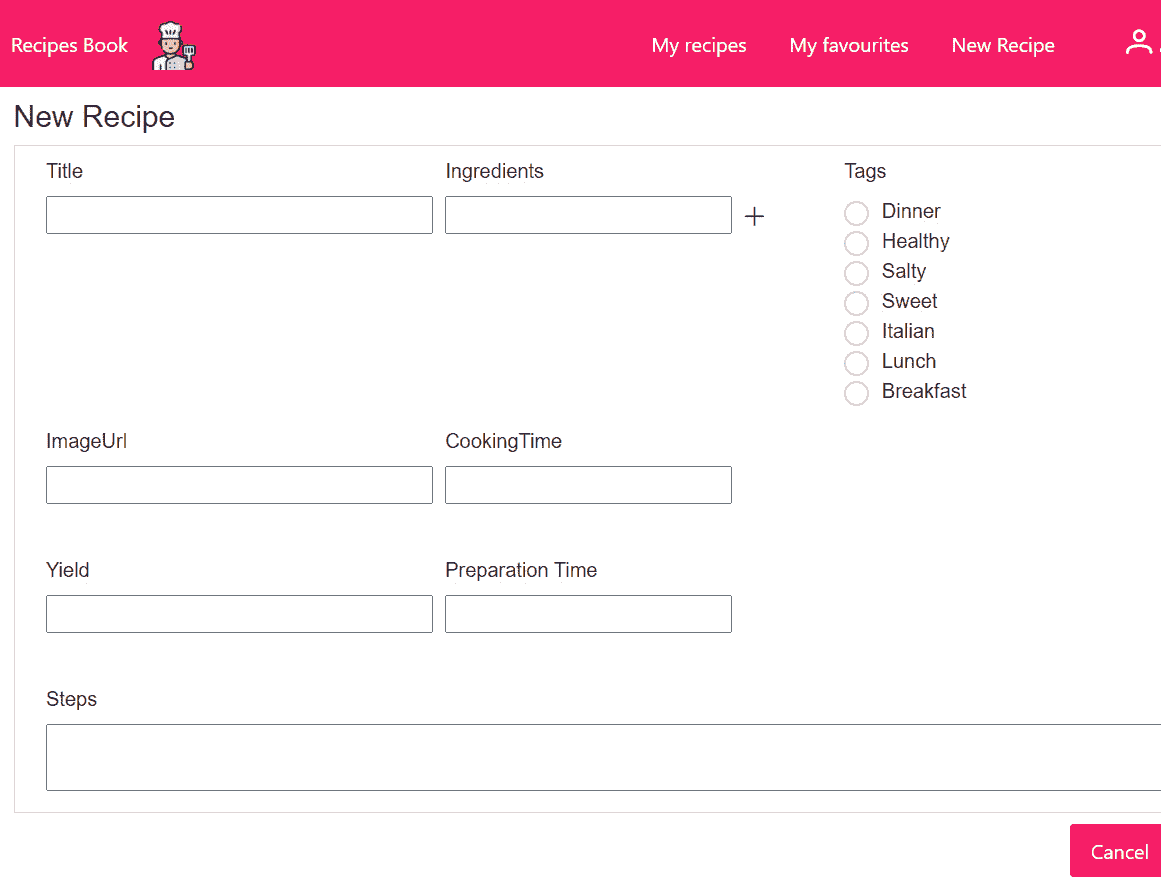 Recipes Book My recipes My favourites New Recipe
New Recipe
Title Ingredients Tags
Dinner
Healthy
Salty
Sweet
Italian
Lunch
Breakfast
ImageUrl CookingTime
Yield Preparation Time
Steps
Cancel